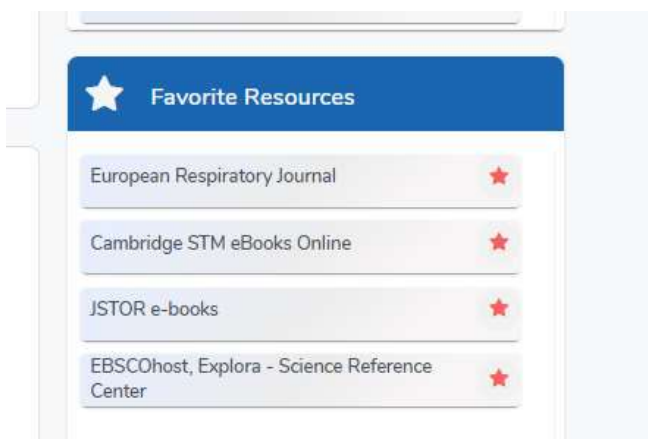 Favorite Resources
European Respiratory Journal
Cambridge STM eBooks Online
JSTOR e-books
EBSCOhost, Explora - Science Reference
Center